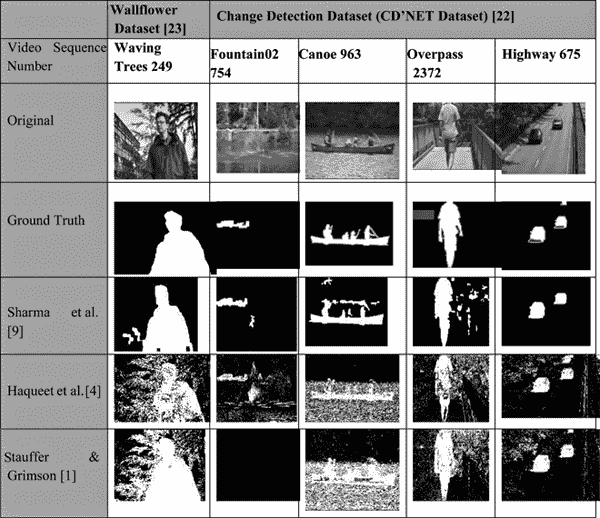 Wallflower
Dataset [23]
Change Detection Dataset (CD’NET Dataset) [22]
Video Sequence
Number
Waving
Trees 249
Fountain02
754
Canoe 963
Overpass
2372
Highway 675
Original
Ground Truth
Sharma et al.
[9]
Haqueet et al.[4]
Stauffer &
Grimson [1]